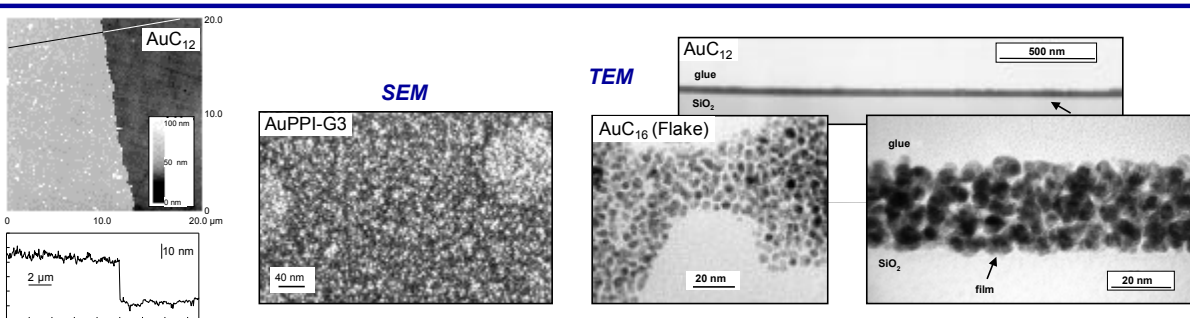 20.0
AuC12
10.0
100 nm
50 nm
0 nm
0
0
10.0
20.0 µm
10 nm
2 µm
SEM
AuPPI-G3
40 nm
TEM
AuC12
500 nm
glue
SiO2
AuC16 (Flake)
20 nm
glue
SiO2
film
20 nm